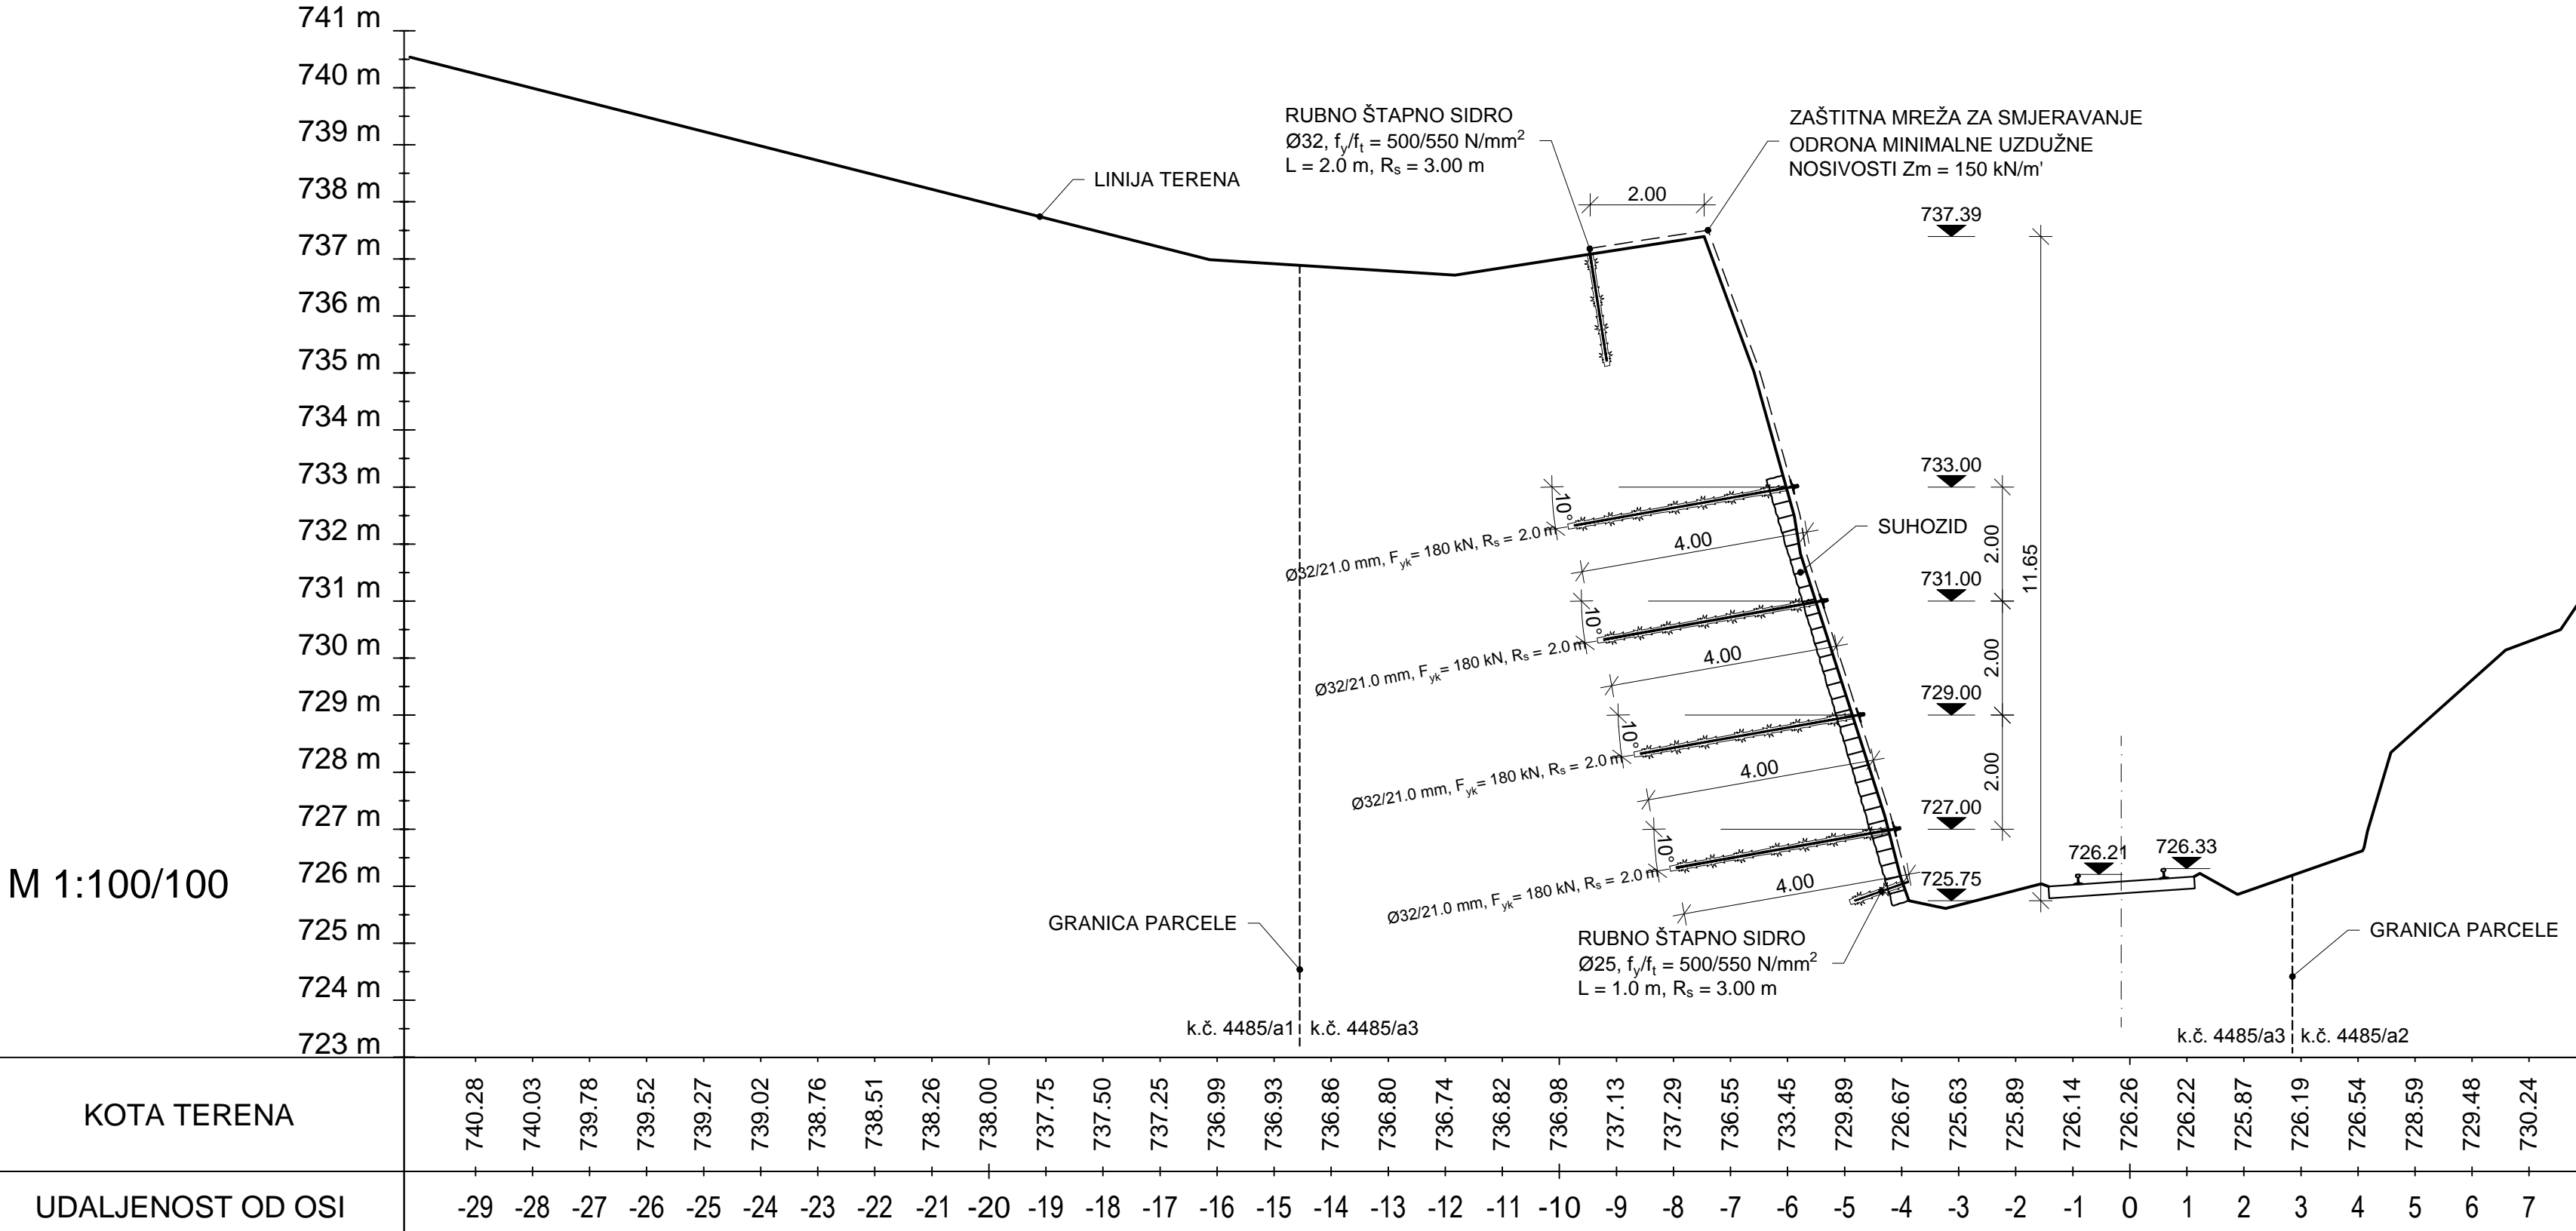 741 m
740 m
739 m
738 m
737 m
736 m
735 m
734 m
733 m
732 m
731 m
730 m
729 m
728 m
727 m
726 m
725 m
724 m
723 m
M 1:100/100
LINIJA TERENA
RUBNO ŠTAPNO SIDRO
Ø32, fy/ft = 500/550 N/mm2
L = 2.0 m, Rs = 3.00 m
2.00
ZAŠTITNA MREŽA ZA SMJERAVANJE
ODRONA MINIMALNE UZDUŽNE
NOSIVOSTI Zm = 150 kN/m'
737.39
733.00
731.00
729.00
727.00
725.75
2.00
2.00
2.00
11.65
SUHOZID
10°
Ø32/21.0 mm, Fyk= 180 kN, Rs = 2.0 m
4.00
10°
Ø32/21.0 mm, Fyk= 180 kN, Rs = 2.0 m
4.00
10°
Ø32/21.0 mm, Fyk= 180 kN, Rs = 2.0 m
4.00
10°
Ø32/21.0 mm, Fyk= 180 kN, Rs = 2.0 m
4.00
726.21
726.33
GRANICA PARCELE
RUBNO ŠTAPNO SIDRO
Ø25, fy/ft = 500/550 N/mm2
L = 1.0 m, Rs = 3.00 m
GRANICA PARCELE
k.č. 4485/a1
k.č. 4485/a3
k.č. 4485/a3
k.č. 4485/a2
KOTA TERENA
740.28
740.03
739.78
739.52
739.27
739.02
738.76
738.51
738.26
738.00
737.75
737.50
737.25
736.99
736.93
736.86
736.80
736.74
736.82
736.98
737.13
737.29
736.55
733.45
729.89
726.67
725.63
725.89
726.14
726.26
726.22
725.87
726.19
726.54
728.59
729.48
730.24
UDALJENOST OD OSI
-29
-28
-27
-26
-25
-24
-23
-22
-21
-20
-19
-18
-17
-16
-15
-14
-13
-12
-11
-10
-9
-8
-7
-6
-5
-4
-3
-2
-1
0
1
2
3
4
5
6
7